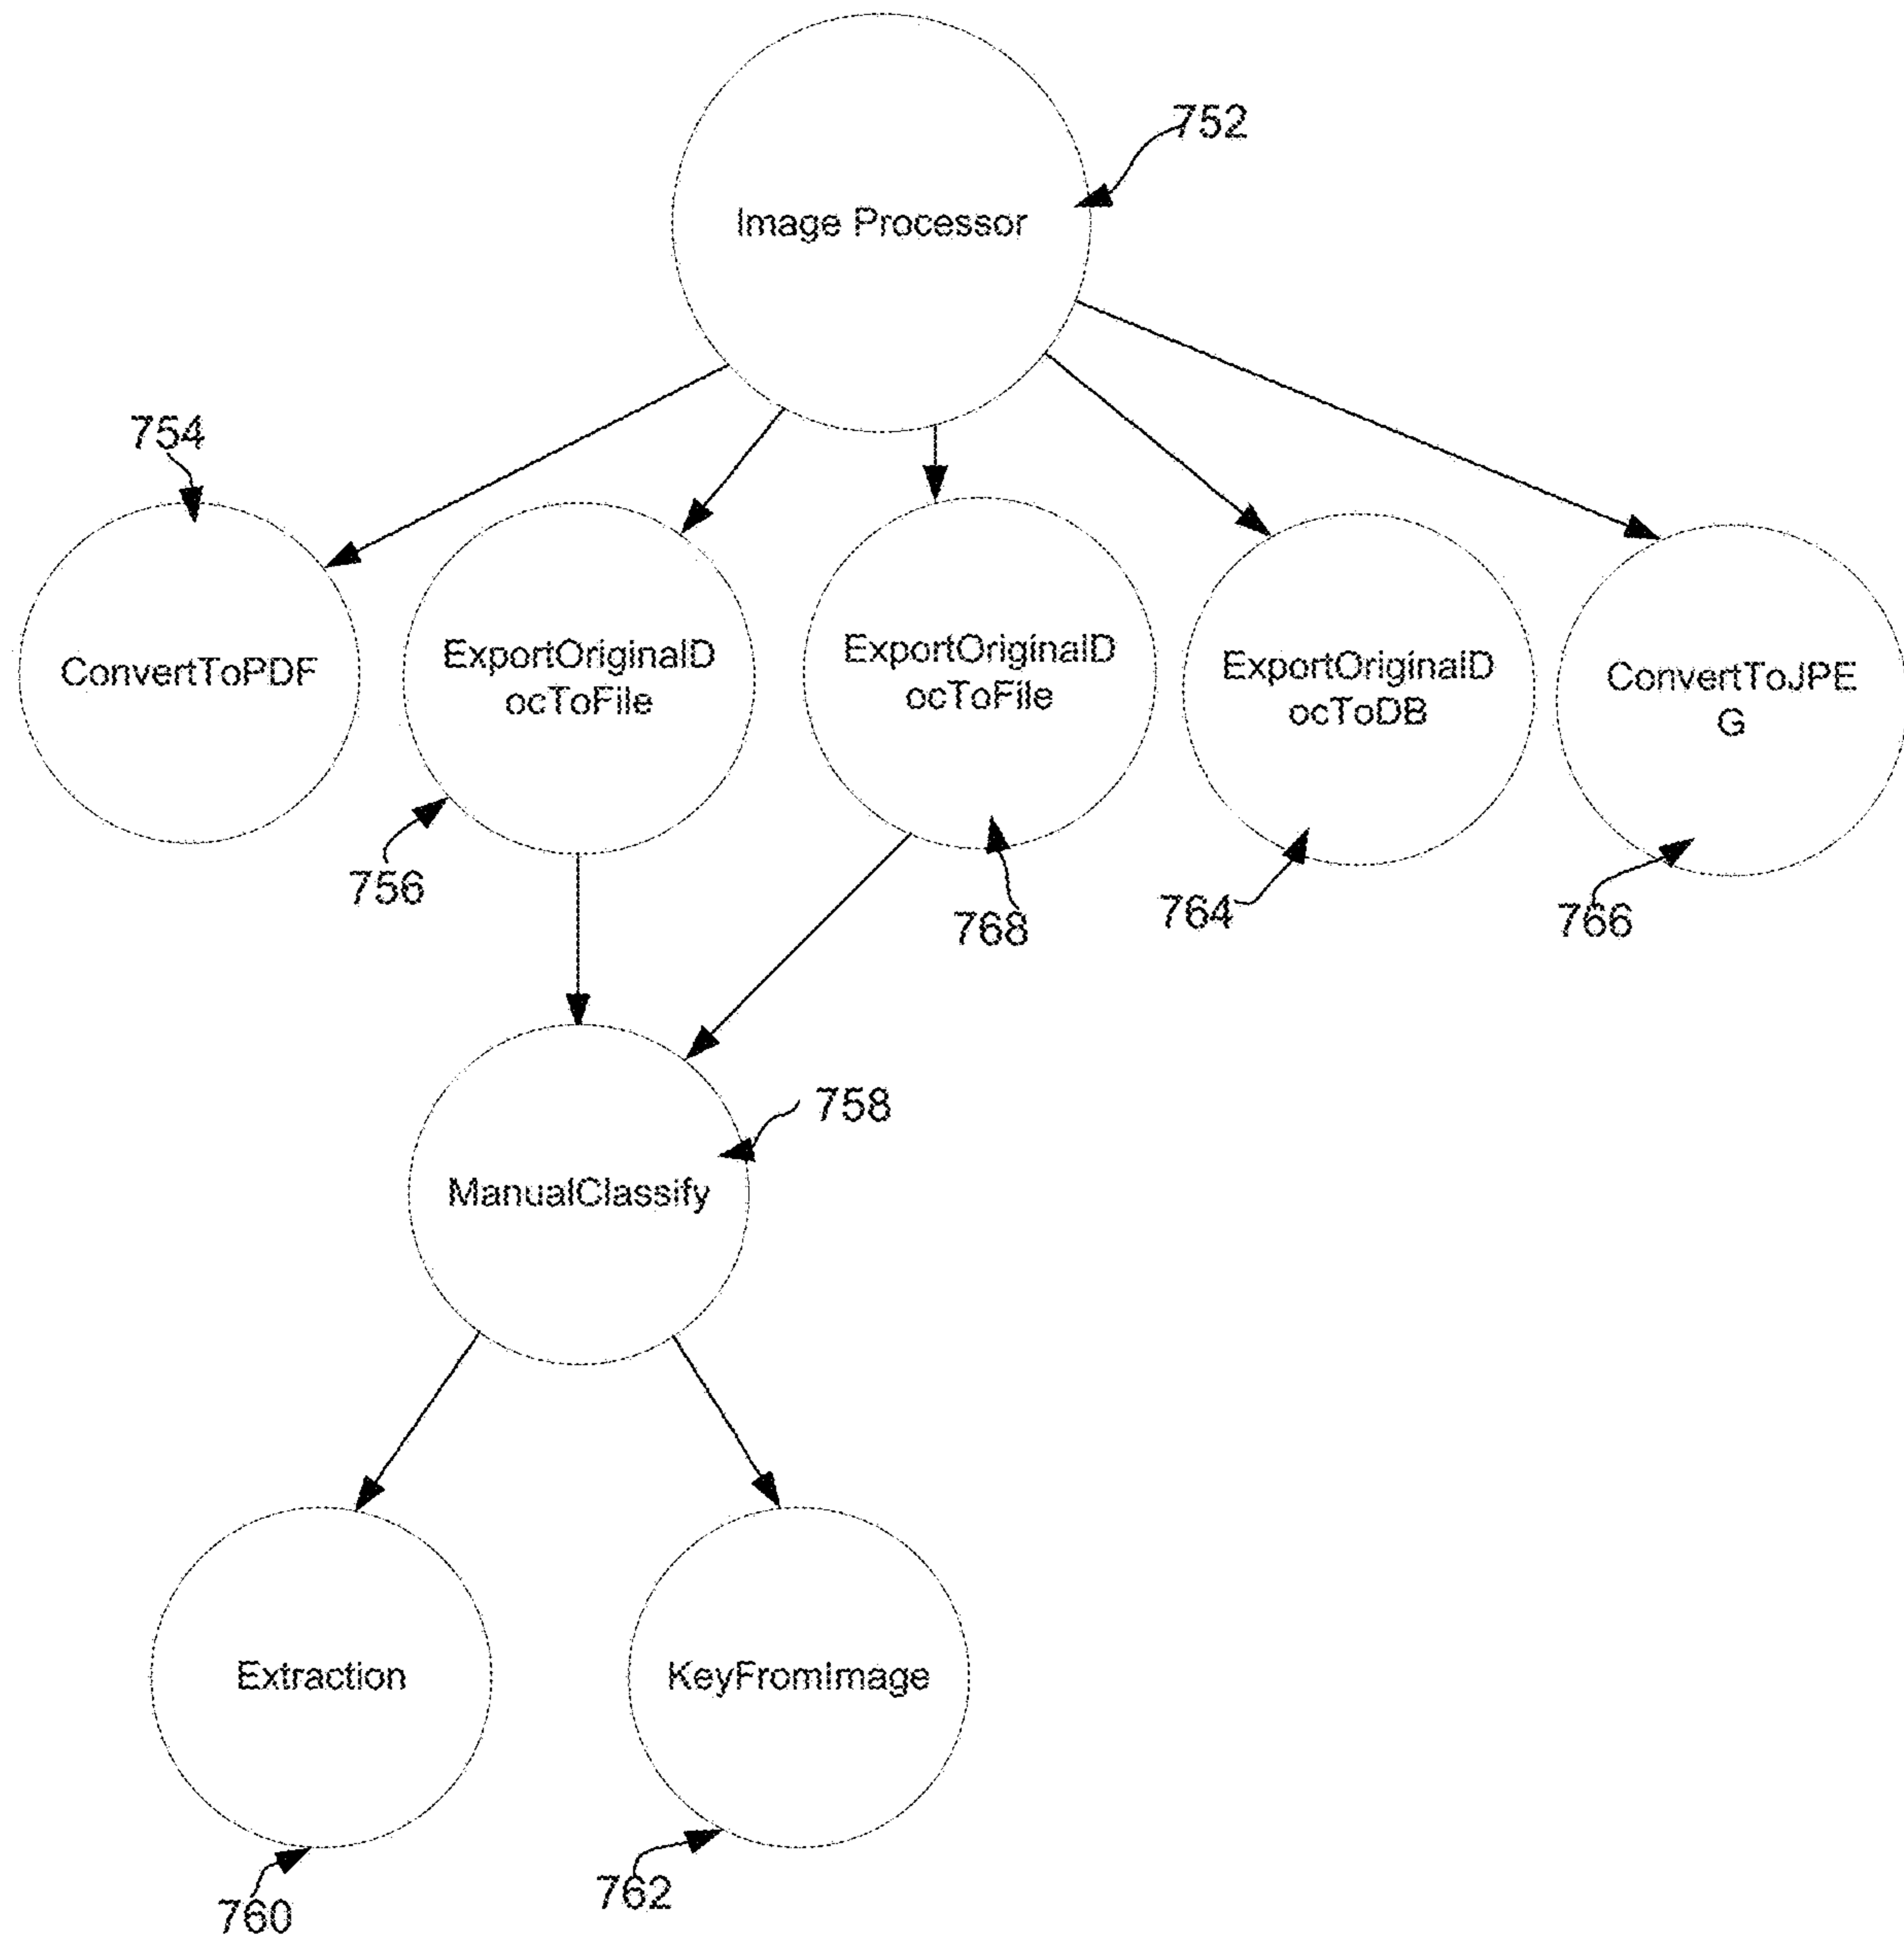 752
Image Processor
754
ConvertToPDF
ExportOriginalD
ocToFile
ExportOriginalD
ocToFile
ExportOriginalD
ocToDB
ConvertToJPE
G
756
768
764
766
758
ManualClassify
Extraction
KeyFromImage
760
762